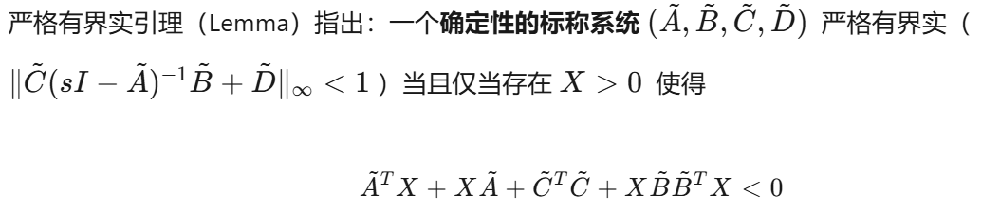 严格有界实引理（Lemma）指出：一个确定性的标称系统 $(\tilde{A}, \tilde{B}, \tilde{C}, \tilde{D})$ 严格有界实（
$\|\tilde{C}(sI - \tilde{A})^{-1}\tilde{B} + \tilde{D}\|_\infty < 1$ ）当且仅当存在 $X > 0$ 使得
$\tilde{A}^T X + X\tilde{A} + \tilde{C}^T\tilde{C} + X\tilde{B}\tilde{B}^T X < 0$